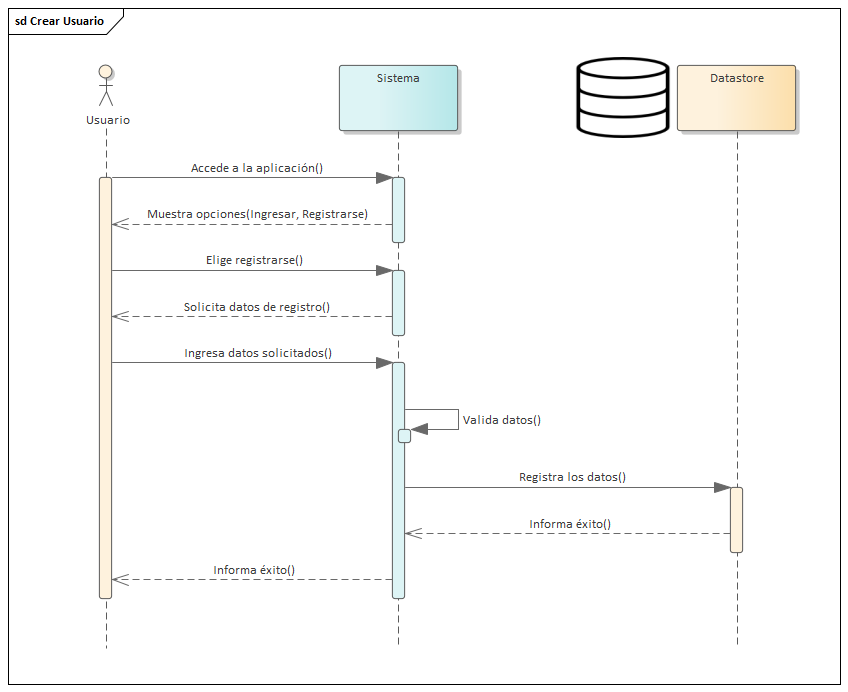 sd Crear Usuario
Usuario
Sistema
Datastore
Accede a la aplicación()
Muestra opciones(Ingresar, Registrarse)
Elige registrarse()
Solicita datos de registro()
Ingresa datos solicitados()
Valida datos()
Registra los datos()
Informa éxito()
Informa éxito()